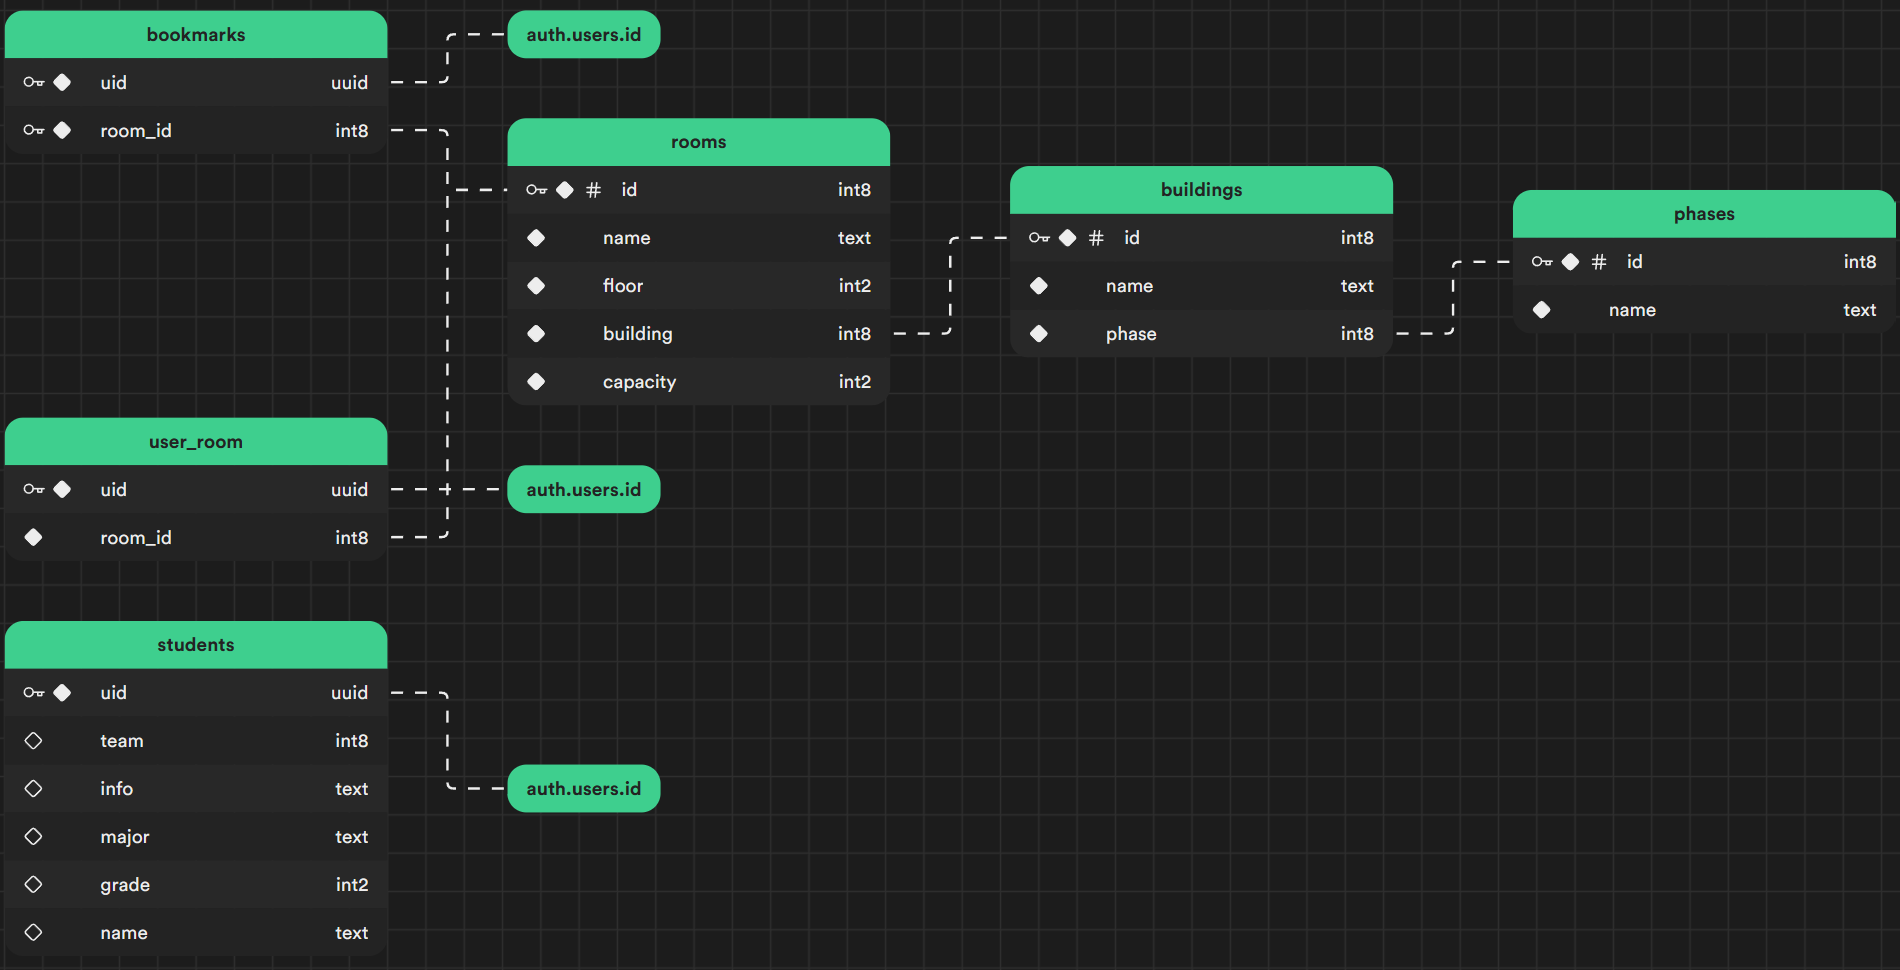 bookmarks
uid uuid
room_id int8
auth.users.id
rooms
# id int8
name text
floor int2
building int8
capacity int2
buildings
# id int8
name text
phase int8
phases
# id int8
name text
user_room
uid uuid
room_id int8
auth.users.id
students
uid uuid
team int8
info text
major text
grade int2
name text
auth.users.id